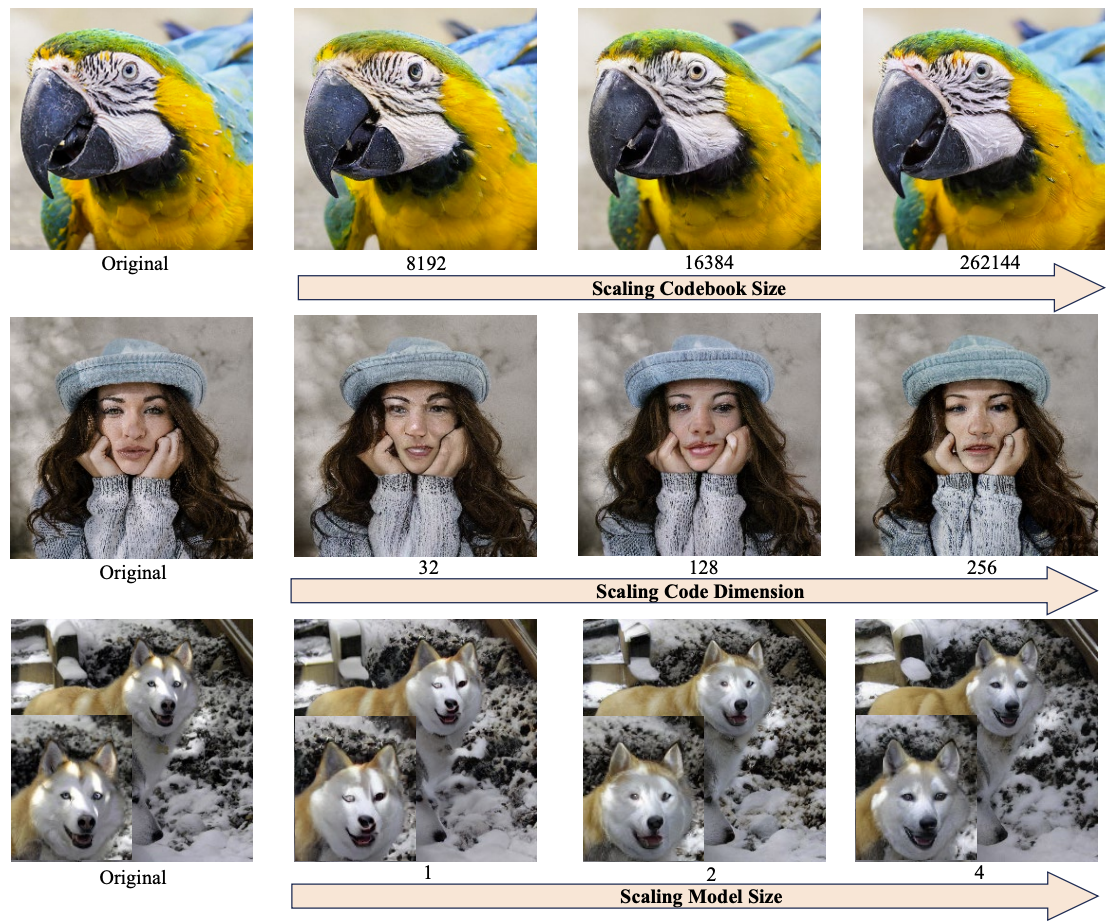 Original 8192 16384 262144
Scaling Codebook Size
Original 32 128 256
Scaling Code Dimension
Original 1 2 4
Scaling Model Size